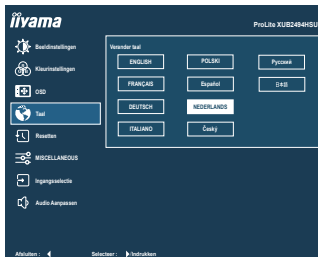 iiyama
ProLite XUB2494HSU
Beeldinstellingen
Kleurinstellingen
OSD
Taal
Resetten
MISCELLANEOUS
Ingangsselectie
Audio Aanpassen
Verander taal
ENGLISH
POLSKI
Русский
FRANÇAIS
Español
日本語
DEUTSCH
NEDERLANDS
ITALIANO
Český
Afsluiten :
Selecteer : /Indrukken